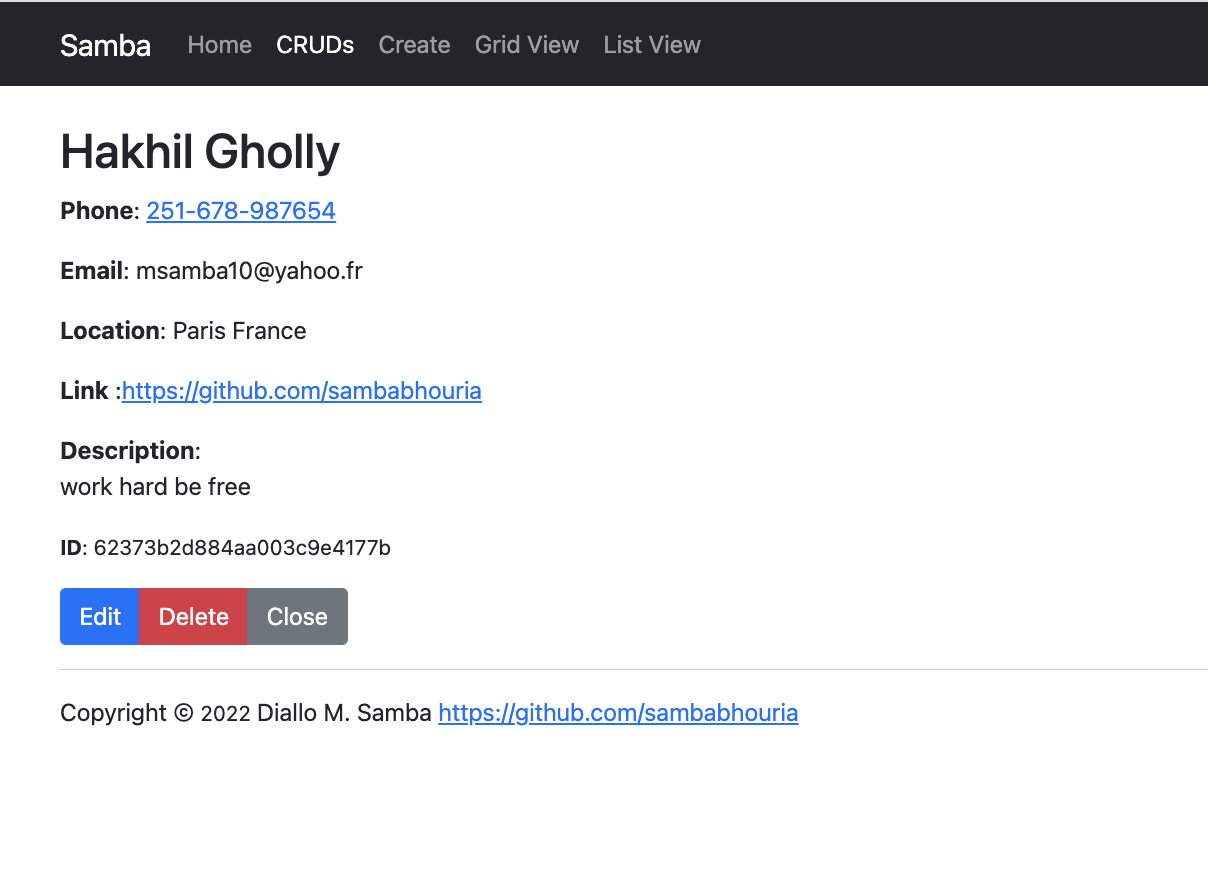 Samba Home CRUDs Create Grid View List View
Hakhil Gholly
Phone: 251-678-987654
Email: msamba10@yahoo.fr
Location: Paris France
Link :https://github.com/sambabhouria
Description:
work hard be free
ID: 62373b2d884aa003c9e4177b
Edit Delete Close
Copyright © 2022 Diallo M. Samba https://github.com/sambabhouria